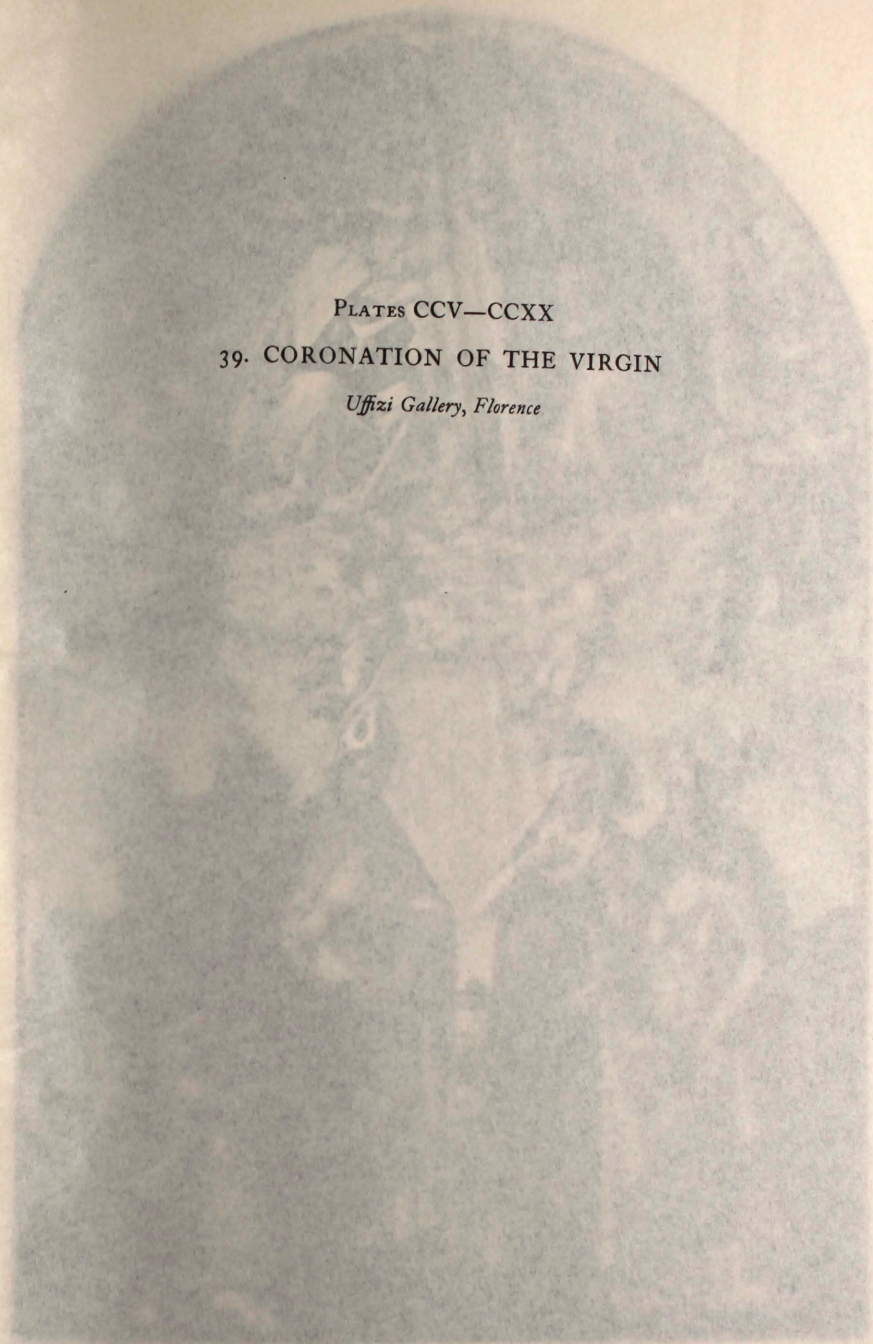 Plates CCV—CCXX
39. CORONATION OF THE VIRGIN
Uffizi Gallery, Florence